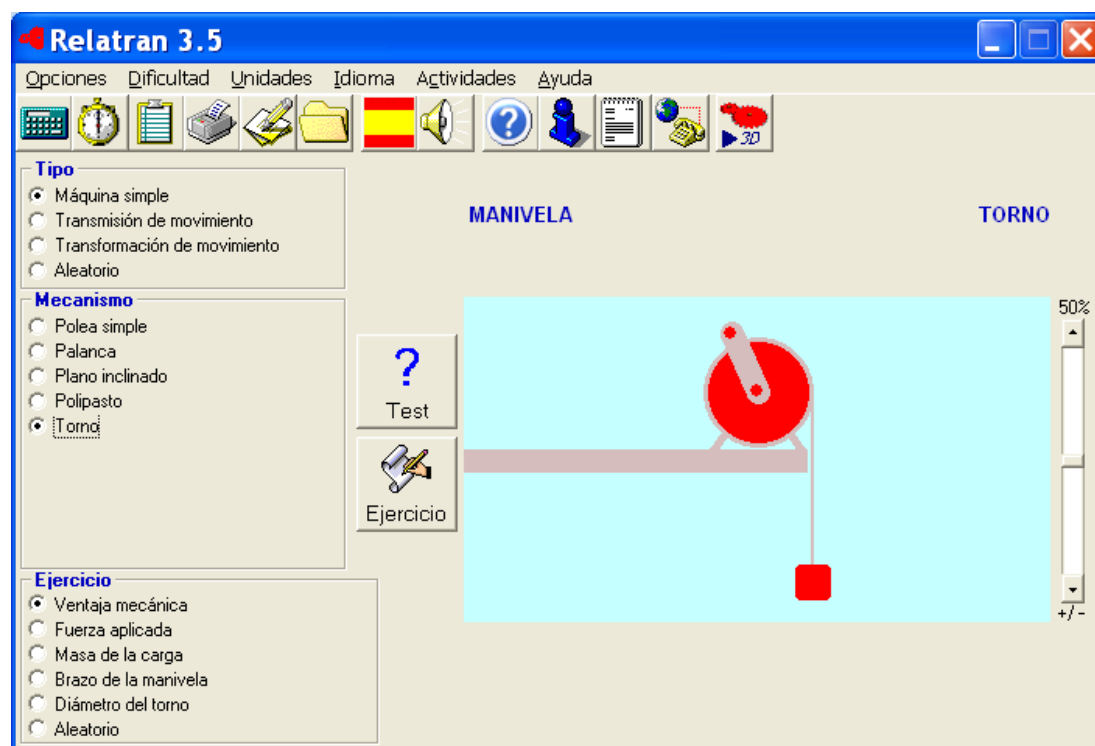 Relatran 3.5
Opciones Dificultad Unidades Idioma Actividades Ayuda
3D
Tipo
Máquina simple
Transmisión de movimiento
Transformación de movimiento
Aleatorio
MANIVELA TORNO
Mecanismo
Polea simple
Palanca
Plano inclinado
Polipasto
Torno
?
Test
Ejercicio
50%
+/-
Ejercicio
Ventaja mecánica
Fuerza aplicada
Masa de la carga
Brazo de la manivela
Diámetro del torno
Aleatorio